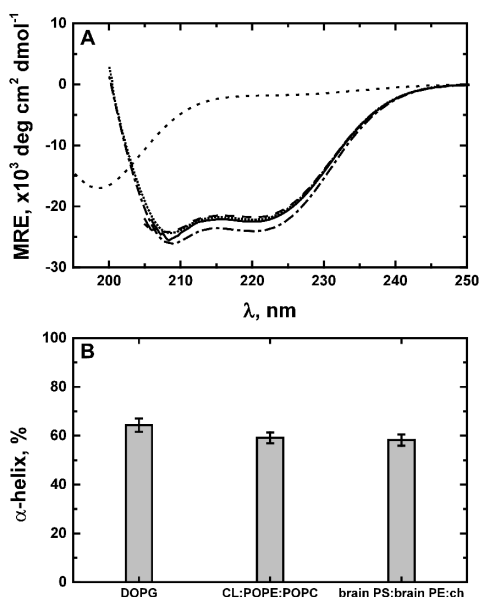 A
MRE, x10³ deg cm² dmol⁻¹
10
0
-10
-20
-30
200 210 220 230 240 250
λ, nm
B
α-helix, %
100
80
60
40
20
0
DOPG CL:POPE:POPC brain PS:brain PE:ch